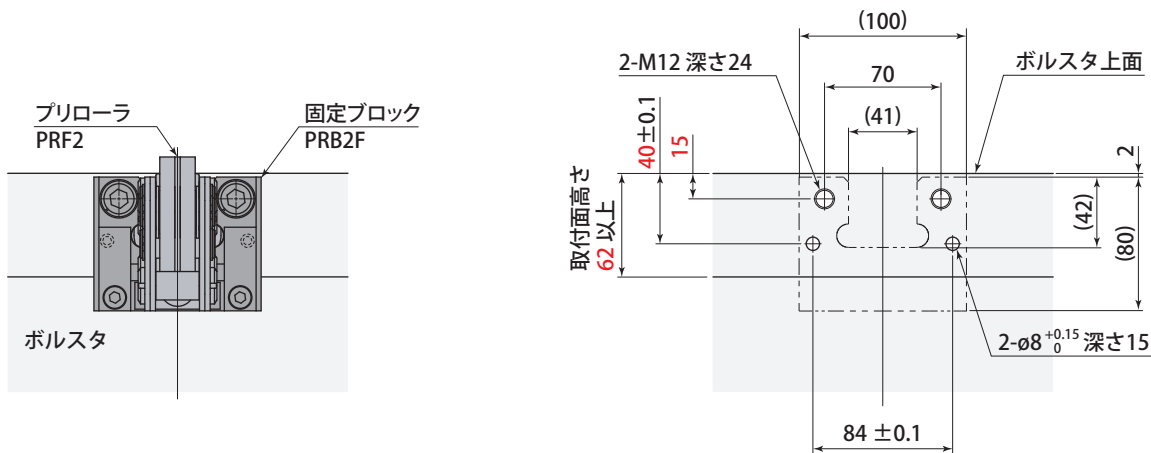 プリローラ
PRF2
固定ブロック
PRB2F
ボルスタ
(100)
2-M12 深さ24
70
ボルスタ上面
(41)
40±0.1
15
2
取付面高さ
62 以上
(42)
(80)
2-ø8 +0.15 0 深さ15
84 ±0.1